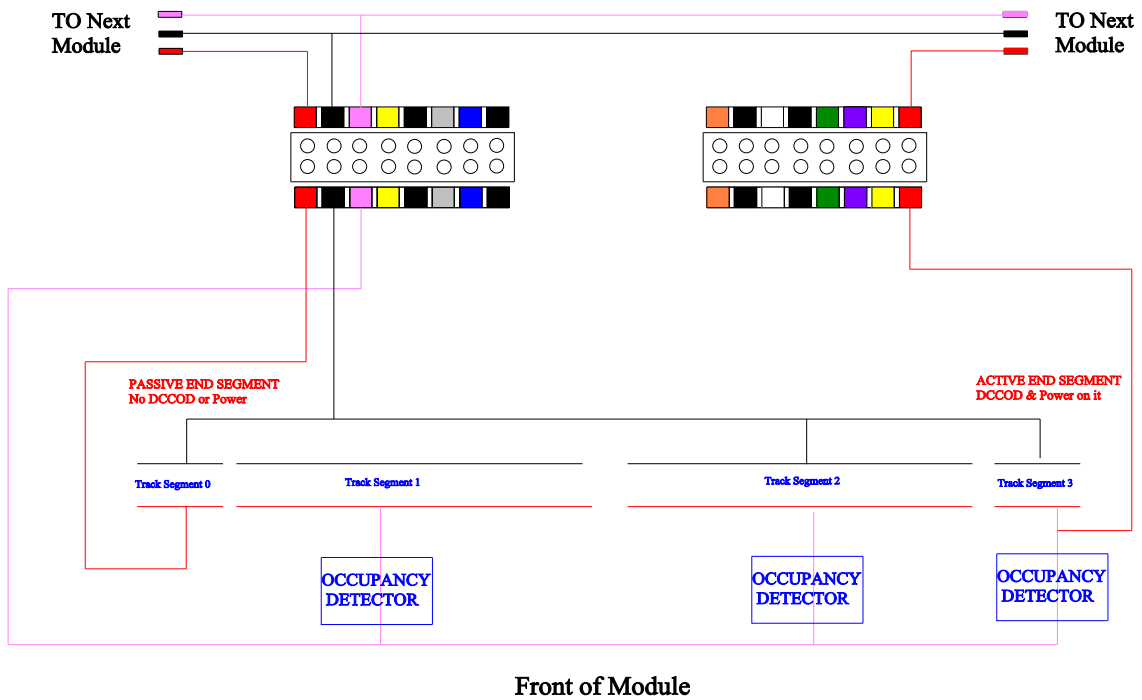 TO Next
Module
TO Next
Module
PASSIVE END SEGMENT
No DCCOD or Power
ACTIVE END SEGMENT
DCCOD & Power on it
Track Segment 0
Track Segment 1
Track Segment 2
Track Segment 3
OCCUPANCY
DETECTOR
OCCUPANCY
DETECTOR
OCCUPANCY
DETECTOR
Front of Module